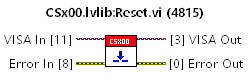 CSx00.lvlib:Reset.vi (4815)
VISA In [11] CSX00 [3] VISA Out
Error In [8] [0] Error Out